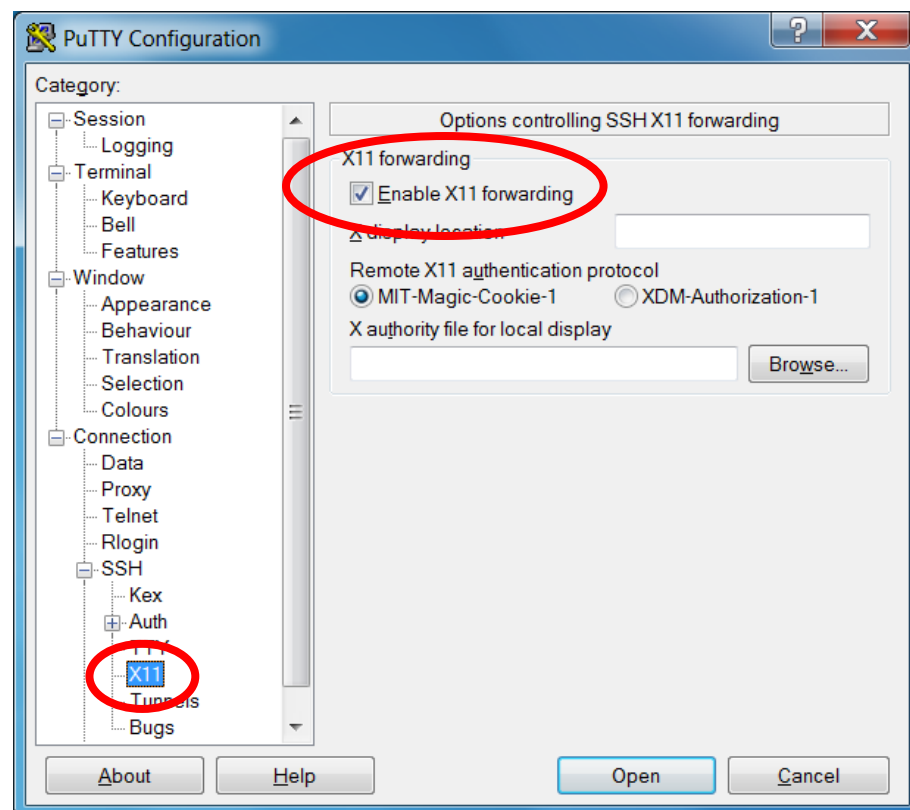 PuTTY Configuration
Category:
Session
Logging
Terminal
Keyboard
Bell
Features
Window
Appearance
Behaviour
Translation
Selection
Colours
Connection
Data
Proxy
Telnet
Rlogin
SSH
Kex
Auth
TTY
X11
Tunnels
Bugs
Options controlling SSH X11 forwarding
X11 forwarding
Enable X11 forwarding
X display location
Remote X11 authentication protocol
MIT-Magic-Cookie-1 XDM-Authorization-1
X authority file for local display
Browse...
About Help Open Cancel